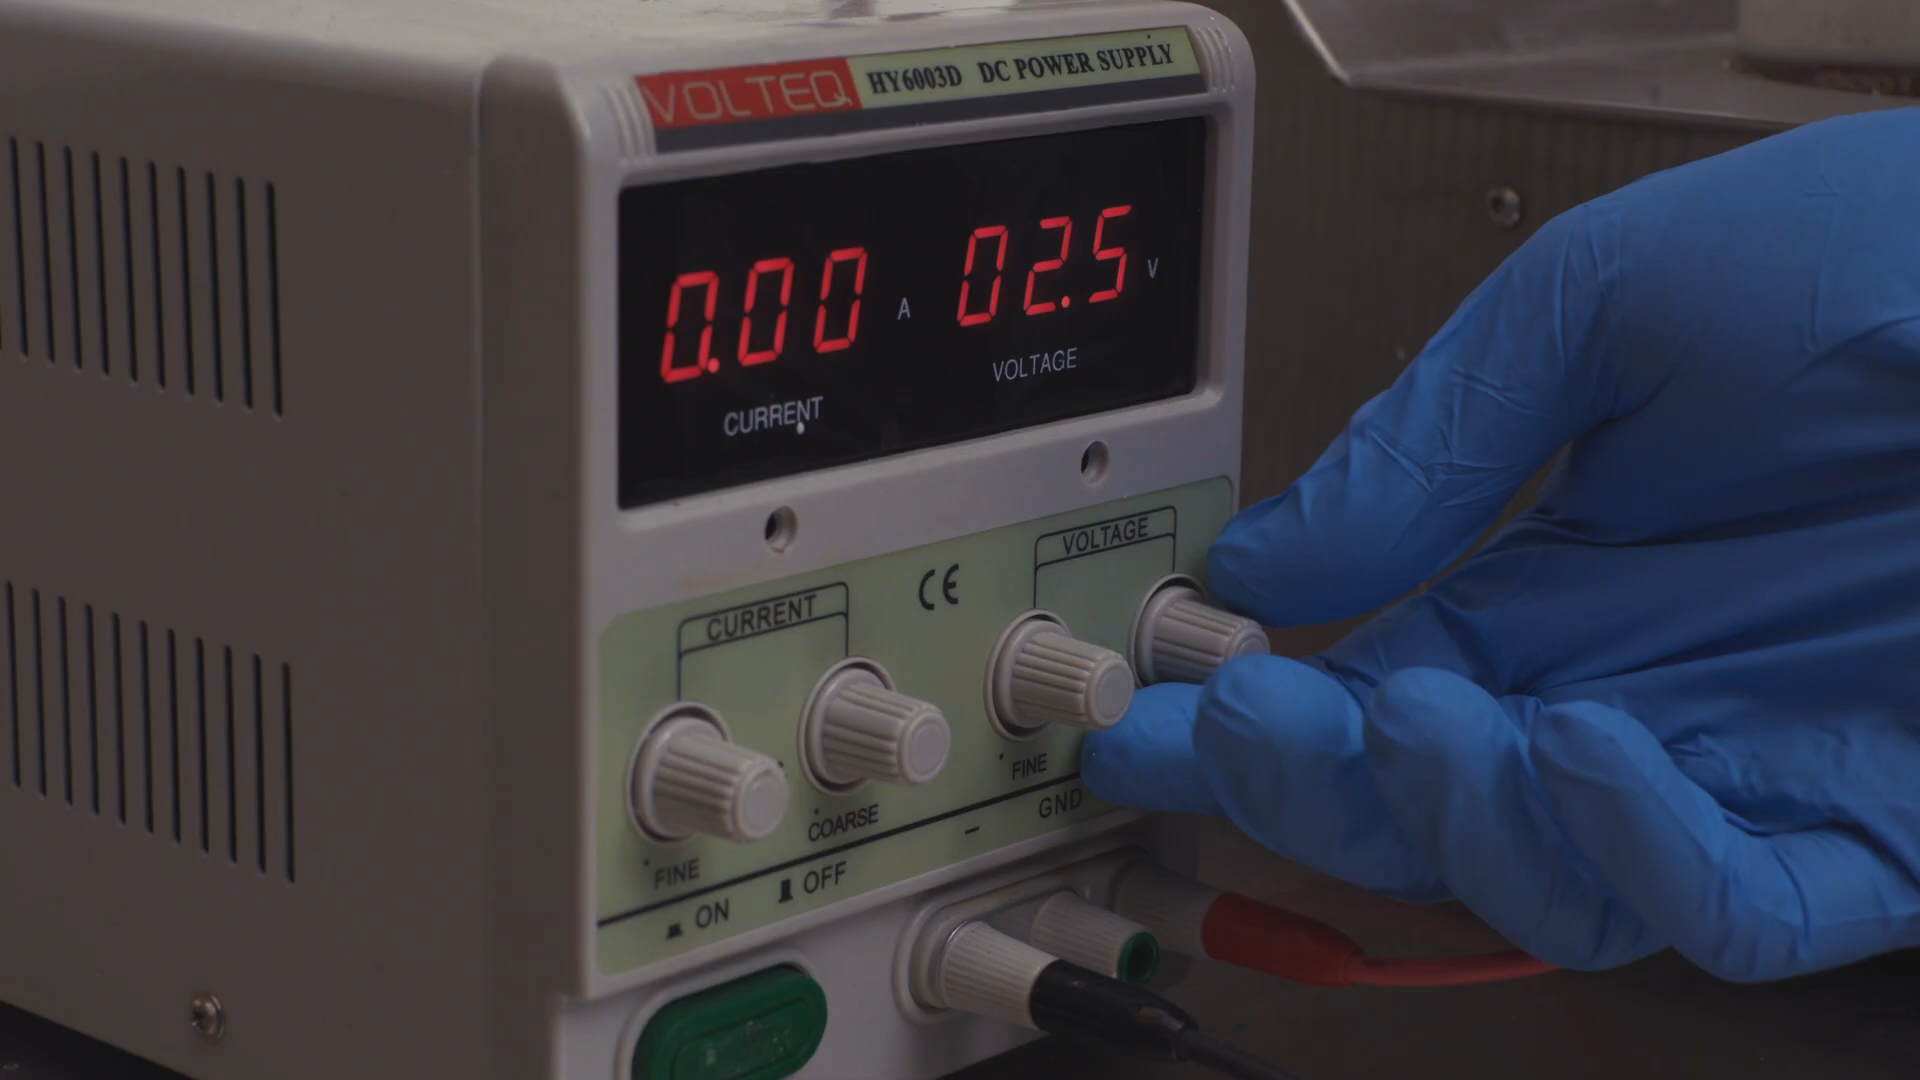 VOLTEQ HY6003D DC POWER SUPPLY
0.00 A 02.5 V
CURRENT VOLTAGE
CE
CURRENT VOLTAGE
FINE COARSE FINE
ON OFF - GND